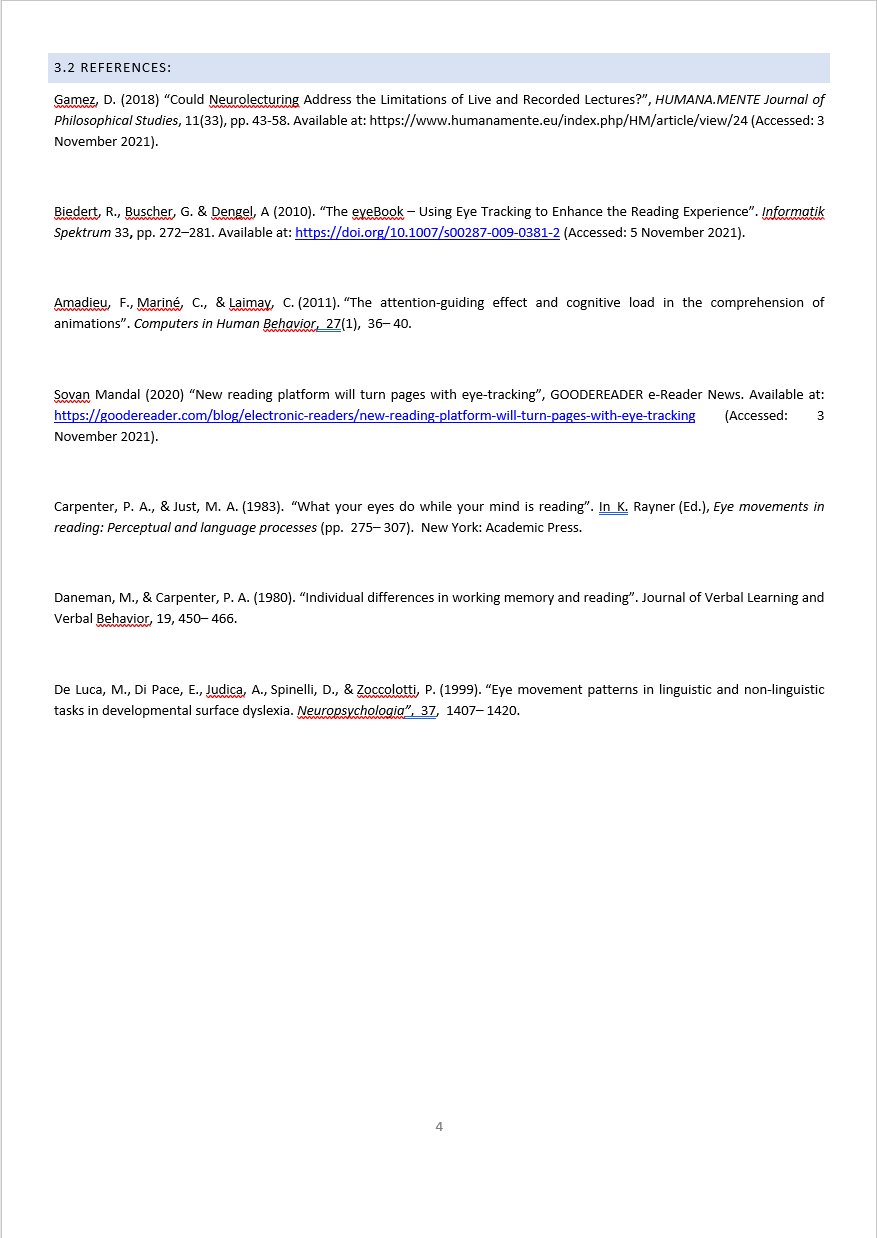 3.2 REFERENCES:
Gamez, D. (2018) “Could Neurolecturing Address the Limitations of Live and Recorded Lectures?”, HUMANA.MENTE Journal of
Philosophical Studies, 11(33), pp. 43-58. Available at: https://www.humanamente.eu/index.php/HM/article/view/24 (Accessed: 3
November 2021).
Biedert, R., Buscher, G. & Dengel, A (2010). “The eyeBook – Using Eye Tracking to Enhance the Reading Experience”. Informatik
Spektrum 33, pp. 272–281. Available at: https://doi.org/10.1007/s00287-009-0381-2 (Accessed: 5 November 2021).
Amadieu, F., Mariné, C., & Laimay, C. (2011). “The attention-guiding effect and cognitive load in the comprehension of
animations”. Computers in Human Behavior, 27(1), 36– 40.
Sovan Mandal (2020) “New reading platform will turn pages with eye-tracking”, GOODEREADER e-Reader News. Available at:
https://goodereader.com/blog/electronic-readers/new-reading-platform-will-turn-pages-with-eye-tracking (Accessed: 3
November 2021).
Carpenter, P. A., & Just, M. A. (1983). “What your eyes do while your mind is reading”. In K. Rayner (Ed.), Eye movements in
reading: Perceptual and language processes (pp. 275– 307). New York: Academic Press.
Daneman, M., & Carpenter, P. A. (1980). “Individual differences in working memory and reading”. Journal of Verbal Learning and
Verbal Behavior, 19, 450– 466.
De Luca, M., Di Pace, E., Judica, A., Spinelli, D., & Zoccolotti, P. (1999). “Eye movement patterns in linguistic and non-linguistic
tasks in developmental surface dyslexia. Neuropsychologia”, 37, 1407– 1420.
4